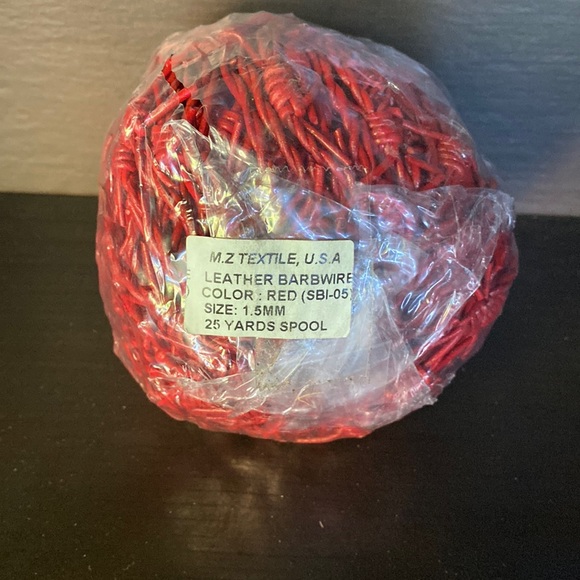 M.Z TEXTILE, U.S.A
LEATHER BARBWIRE
COLOR : RED (SBI-05)
SIZE: 1.5MM
25 YARDS SPOOL